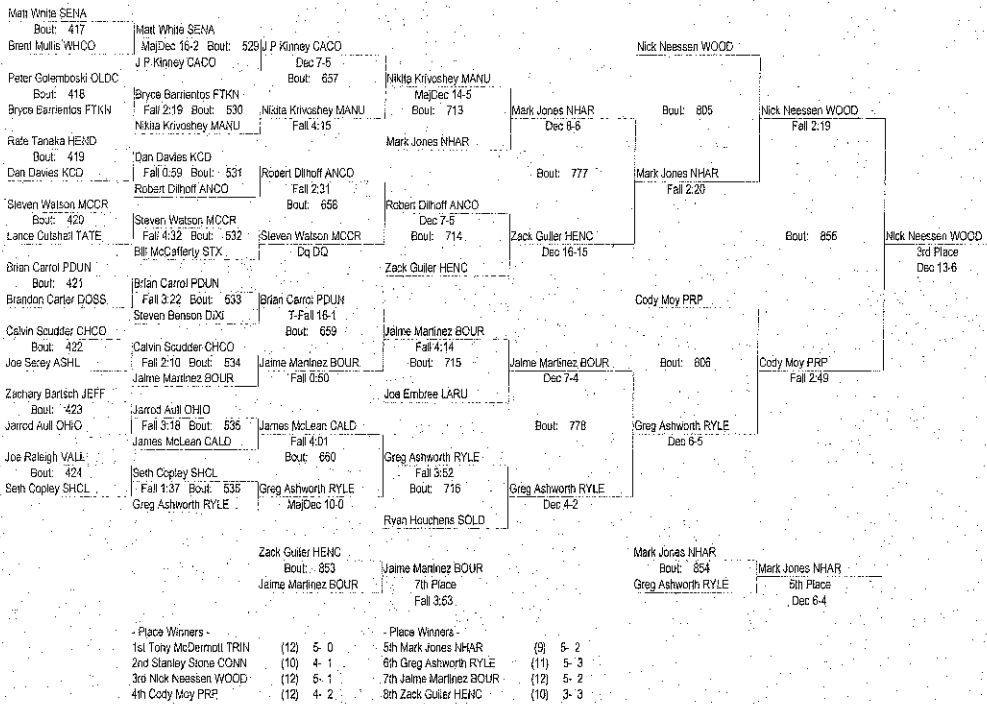 Matt White SENA
Bout: 417
Brent Mullis WHCO
Peter Golemboski OLDC
Bout: 418
Bryce Barrientos FTKN
Rafe Tanaka HEND
Bout: 419
Dan Davies KCD
Steven Watson MCCR
Bout: 420
Lance Cutshall TATE
Brian Carrol PDUN
Bout: 421
Brandon Carter DOSS
Calvin Scudder CHCO
Bout: 422
Joe Serey ASHL
Zachary Bartsch JEFF
Bout: 423
Jarrod Aull OHIO
Joe Raleigh VALL
Bout: 424
Seth Copley SHCL
Matt White SENA
MajDec 16-2 Bout: 529
J P Kinney CACO
Bryce Barrientos FTKN
Fall 2:19 Bout: 530
Nikita Krivoshey MANU
Dan Davies KCD
Fall 0:59 Bout: 531
Robert Dilhoff ANCO
Steven Watson MCCR
Fall 4:32 Bout: 532
Bill McCafferty STX
Brian Carrol PDUN
Fall 3:22 Bout: 533
Steven Benson DIXI
Calvin Scudder CHCO
Fall 2:10 Bout: 534
Jaime Martinez BOUR
Jarrod Aull OHIO
Fall 3:18 Bout: 536
James McLean CALD
Seth Copley SHCL
Fall 1:37 Bout: 535
Greg Ashworth RYLE
J P Kinney CACO
Dec 7-5
Bout: 657
Nikita Krivoshey MANU
Fall 4:15
Robert Dilhoff ANCO
Fall 2:31
Bout: 658
Steven Watson MCCR
Dq DQ
Brian Carrol PDUN
T-Fall 16-1
Bout: 659
Jaime Martinez BOUR
Fall 0:50
James McLean CALD
Fall 4:01
Bout: 660
Greg Ashworth RYLE
MajDec 10-0
Nikita Krivoshey MANU
MajDec 14-5
Bout: 713
Mark Jones NHAR
Robert Dilhoff ANCO
Dec 7-5
Bout: 714
Zack Guiler HENC
Jaime Martinez BOUR
Fall 4:14
Bout: 715
Joe Embree LARU
Greg Ashworth RYLE
Fall 3:52
Bout: 716
Ryan Houchens SOLD
Mark Jones NHAR
Dec 8-6
Bout: 777
Zack Guiler HENC
Dec 16-15
Jaime Martinez BOUR
Dec 7-4
Bout: 778
Greg Ashworth RYLE
Dec 4-2
Nick Neessen WOOD
Bout: 805
Mark Jones NHAR
Fall 2:20
Cody Moy PRP
Bout: 806
Greg Ashworth RYLE
Dec 6-5
Nick Neessen WOOD
Fall 2:19
Bout: 856
Cody Moy PRP
Fall 2:49
Nick Neessen WOOD
3rd Place
Dec 13-6
Zack Guiler HENC
Bout: 853
Jaime Martinez BOUR
Jaime Martinez BOUR
7th Place
Fall 3:53
Mark Jones NHAR
Bout: 854
Greg Ashworth RYLE
Mark Jones NHAR
5th Place
Dec 6-4
- Place Winners -
1st Tony McDermott TRIN (12) 5- 0
2nd Stanley Stone CONN (10) 4- 1
3rd Nick Neessen WOOD (12) 5- 1
4th Cody Moy PRP (12) 4- 2
- Place Winners -
5th Mark Jones NHAR (9) 5- 2
6th Greg Ashworth RYLE (11) 5- 3
7th Jaime Martinez BOUR (12) 5- 2
8th Zack Guiler HENC (10) 3- 3